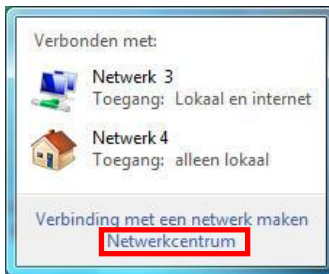 Verbonden met:
Netwerk 3
Toegang: Lokaal en internet
Netwerk 4
Toegang: alleen lokaal
Verbinding met een netwerk maken
Netwerkcentrum